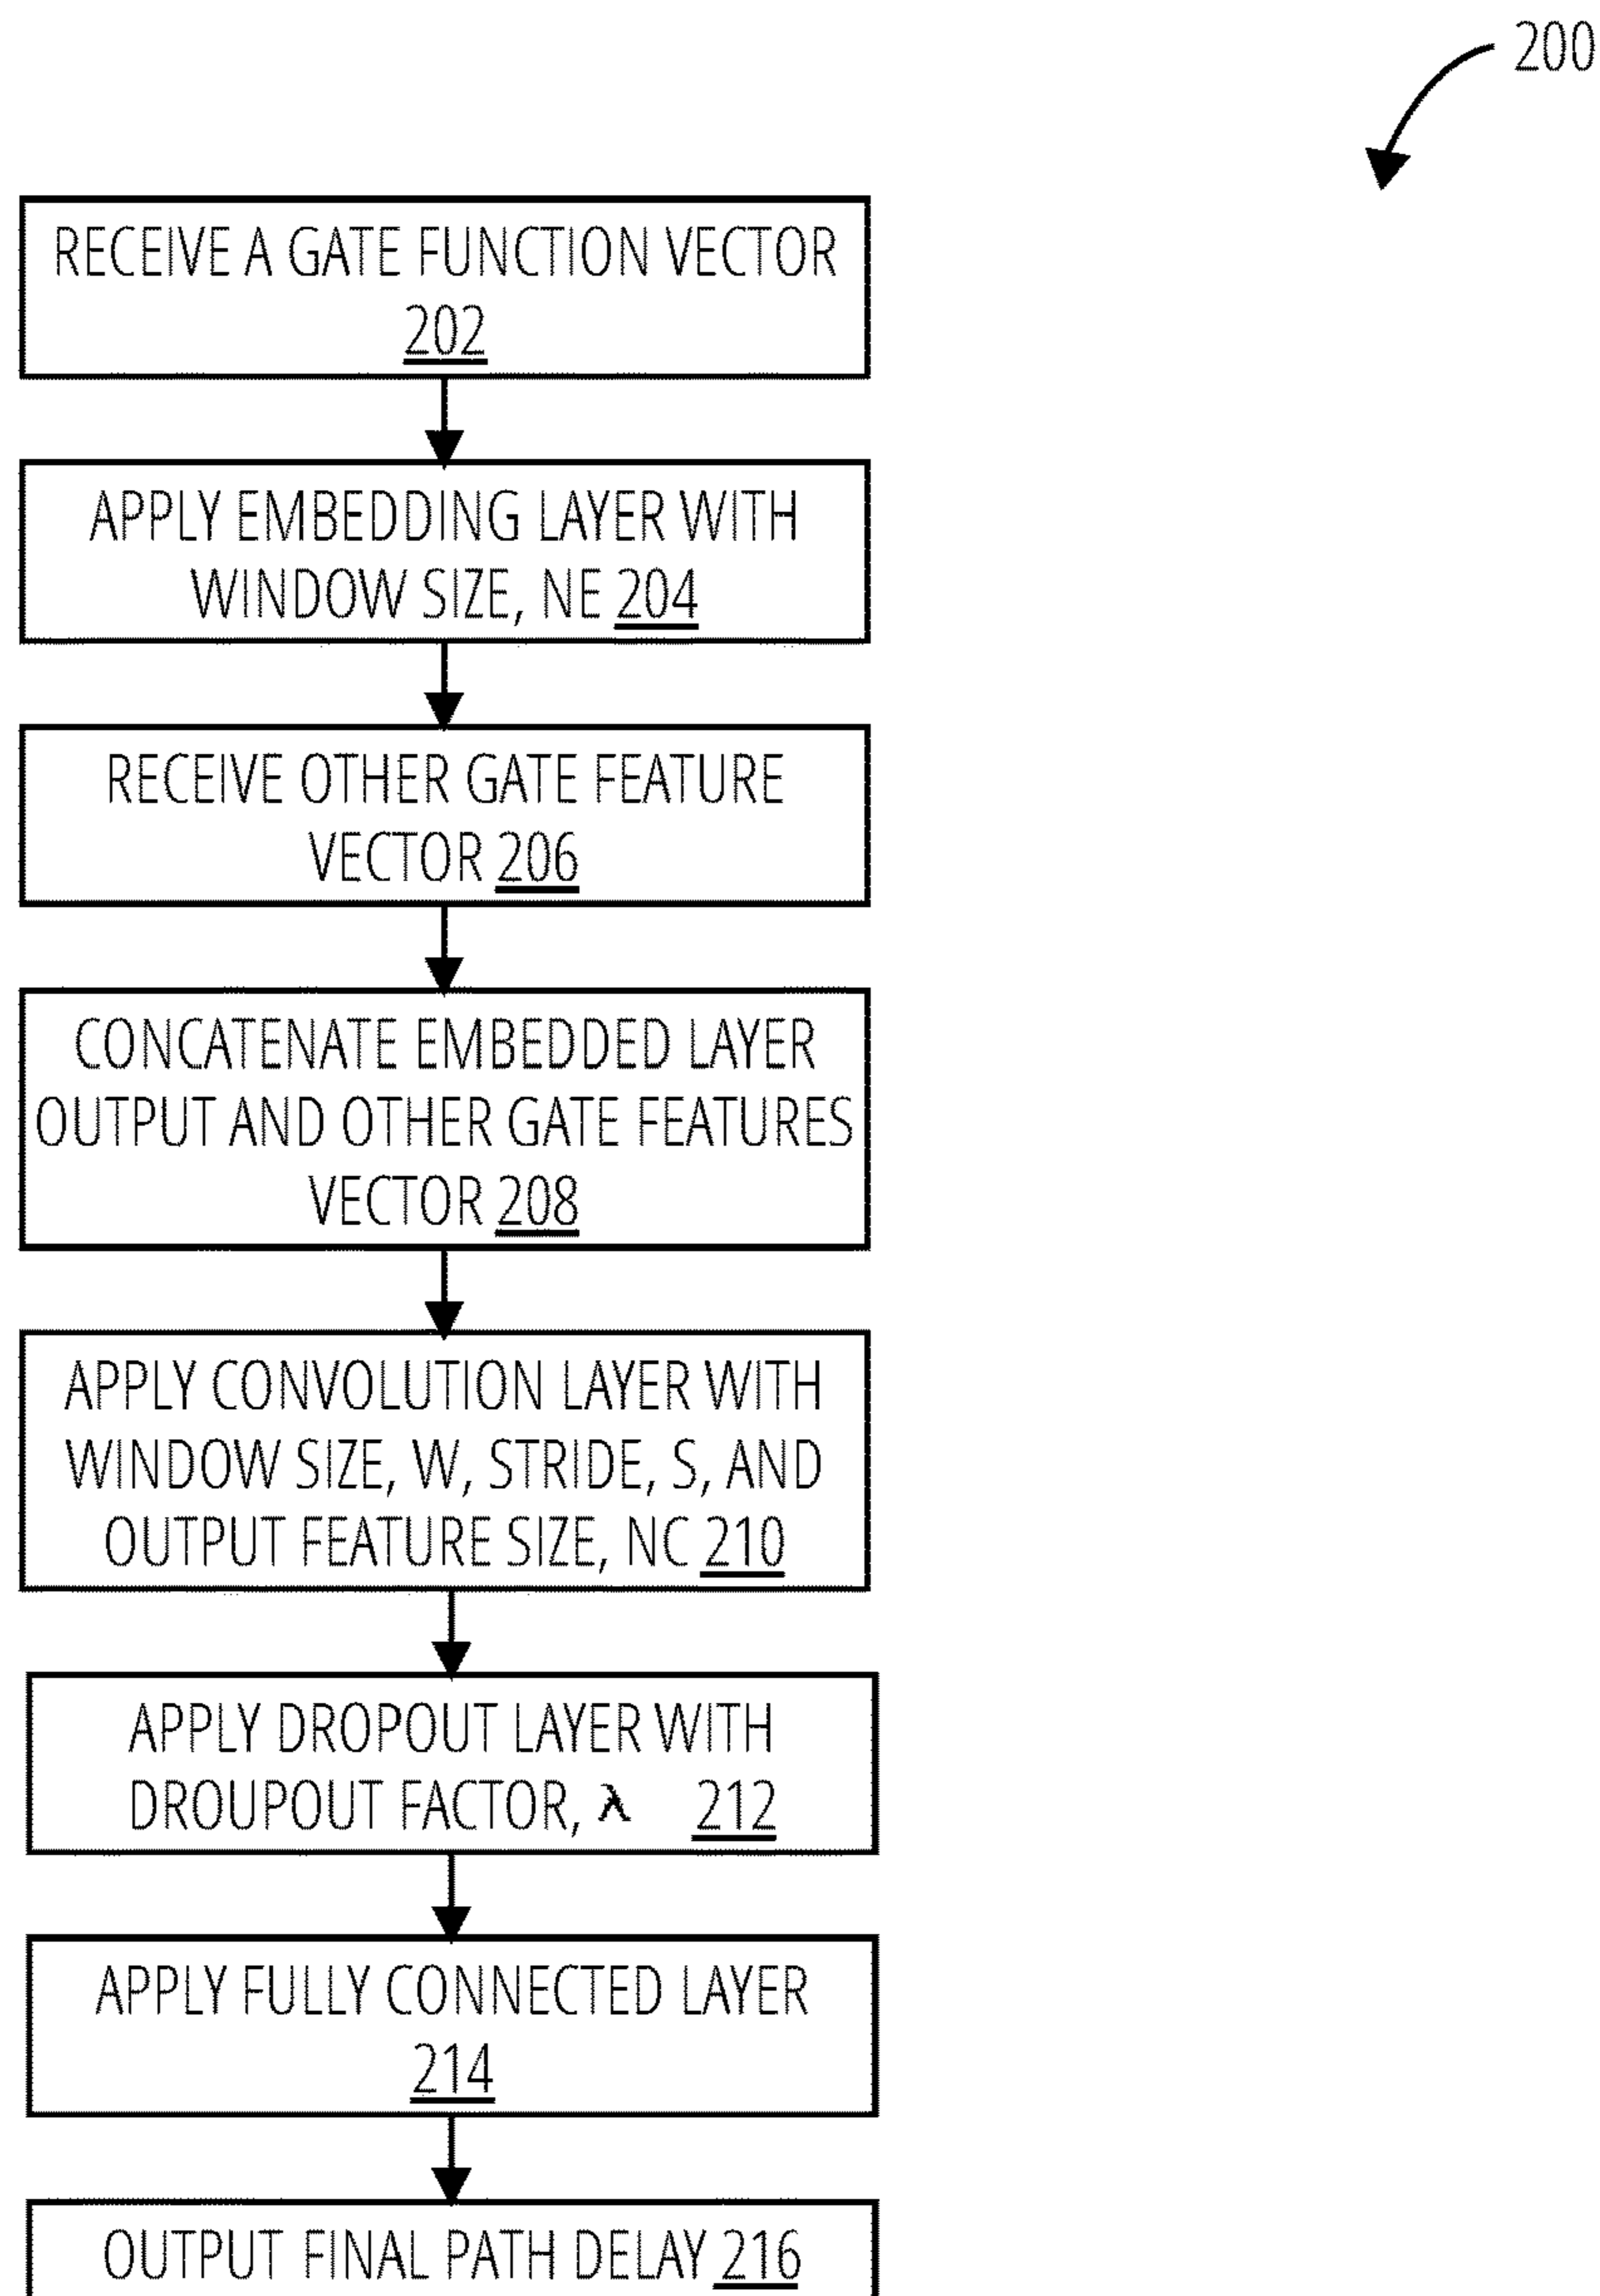 200
RECEIVE A GATE FUNCTION VECTOR
202
APPLY EMBEDDING LAYER WITH
WINDOW SIZE, NE 204
RECEIVE OTHER GATE FEATURE
VECTOR 206
CONCATENATE EMBEDDED LAYER
OUTPUT AND OTHER GATE FEATURES
VECTOR 208
APPLY CONVOLUTION LAYER WITH
WINDOW SIZE, W, STRIDE, S, AND
OUTPUT FEATURE SIZE, NC 210
APPLY DROPOUT LAYER WITH
DROUPOUT FACTOR, λ 212
APPLY FULLY CONNECTED LAYER
214
OUTPUT FINAL PATH DELAY 216